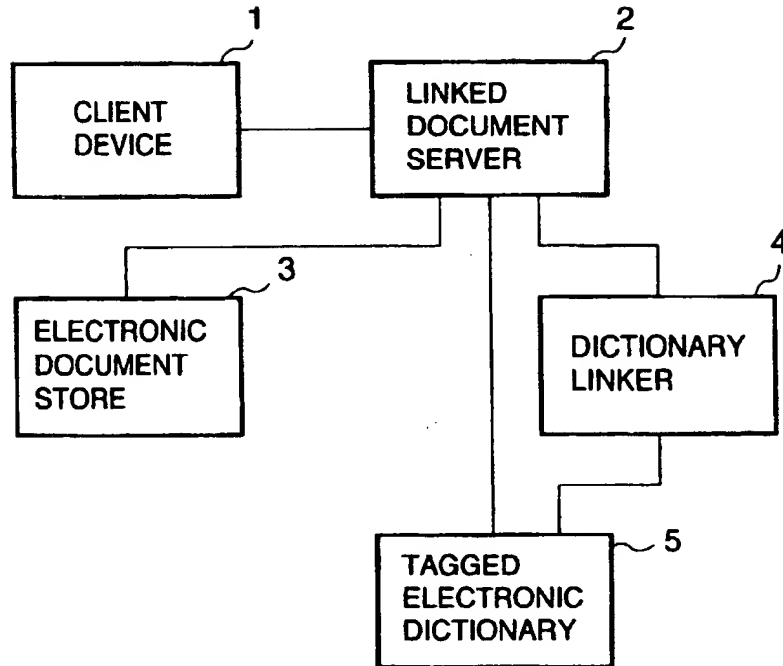 1
CLIENT
DEVICE
2
LINKED
DOCUMENT
SERVER
3
ELECTRONIC
DOCUMENT
STORE
4
DICTIONARY
LINKER
5
TAGGED
ELECTRONIC
DICTIONARY